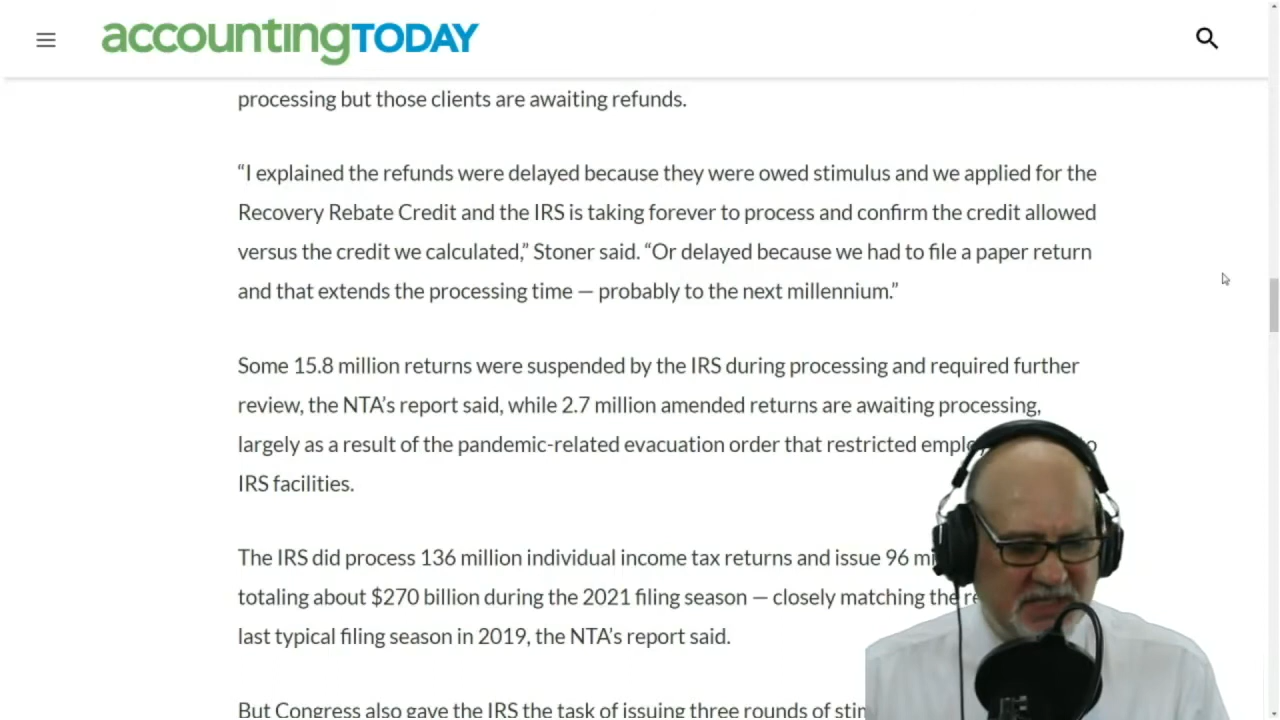 accountingTODAY
processing but those clients are awaiting refunds.
“I explained the refunds were delayed because they were owed stimulus and we applied for the
Recovery Rebate Credit and the IRS is taking forever to process and confirm the credit allowed
versus the credit we calculated,” Stoner said. “Or delayed because we had to file a paper return
and that extends the processing time — probably to the next millennium.”
Some 15.8 million returns were suspended by the IRS during processing and required further
review, the NTA’s report said, while 2.7 million amended returns are awaiting processing,
largely as a result of the pandemic-related evacuation order that restricted
IRS facilities.
The IRS did process 136 million individual income tax returns and issue 96
totaling about $270 billion during the 2021 filing season — closely matching the
last typical filing season in 2019, the NTA’s report said.
But Congress also gave the IRS the task of issuing three rounds of